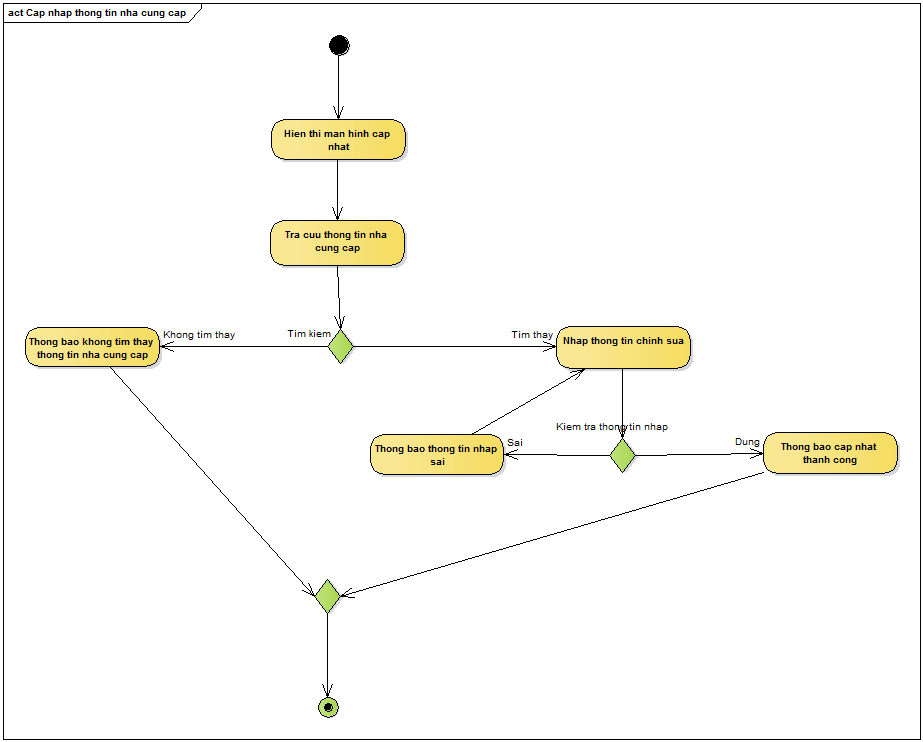 act Cap nhap thong tin nha cung cap
Hien thi man hinh cap
nhat
Tra cuu thong tin nha
cung cap
Khong tim thay
Tim kiem
Tim thay
Thong bao khong tim thay
thong tin nha cung cap
Nhap thong tin chinh sua
Kiem tra thong tin nhap
Thong bao thong tin nhap
sai
Sai
Dung
Thong bao cap nhat
thanh cong